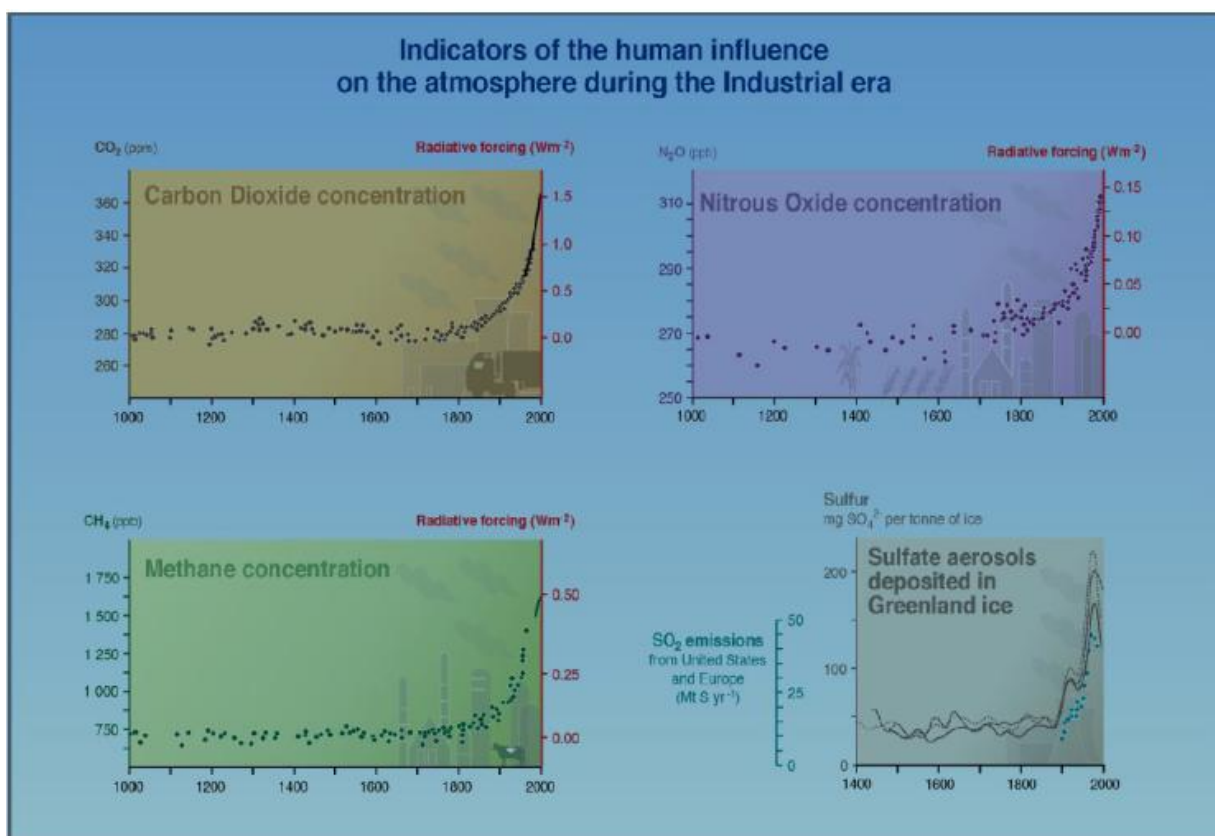 Indicators of the human influence
on the atmosphere during the Industrial era
CO₂ (ppm)
Radiative forcing (Wm⁻²)
Carbon Dioxide concentration
360
340
320
300
280
260
1.5
1.0
0.5
0.0
1000 1200 1400 1600 1800 2000
N₂O (ppb)
Radiative forcing (Wm⁻²)
Nitrous Oxide concentration
310
290
270
250
0.15
0.10
0.05
0.00
1000 1200 1400 1600 1800 2000
CH₄ (ppb)
Radiative forcing (Wm⁻²)
Methane concentration
1 750
1 500
1 250
1 000
750
0.50
0.25
0.00
1000 1200 1400 1600 1800 2000
Sulfur
mg SO₄²⁻ per tonne of ice
Sulfate aerosols
deposited in
Greenland ice
200
100
0
SO₂ emissions
from United States
and Europe
(Mt S yr⁻¹)
50
25
0
1400 1600 1800 2000